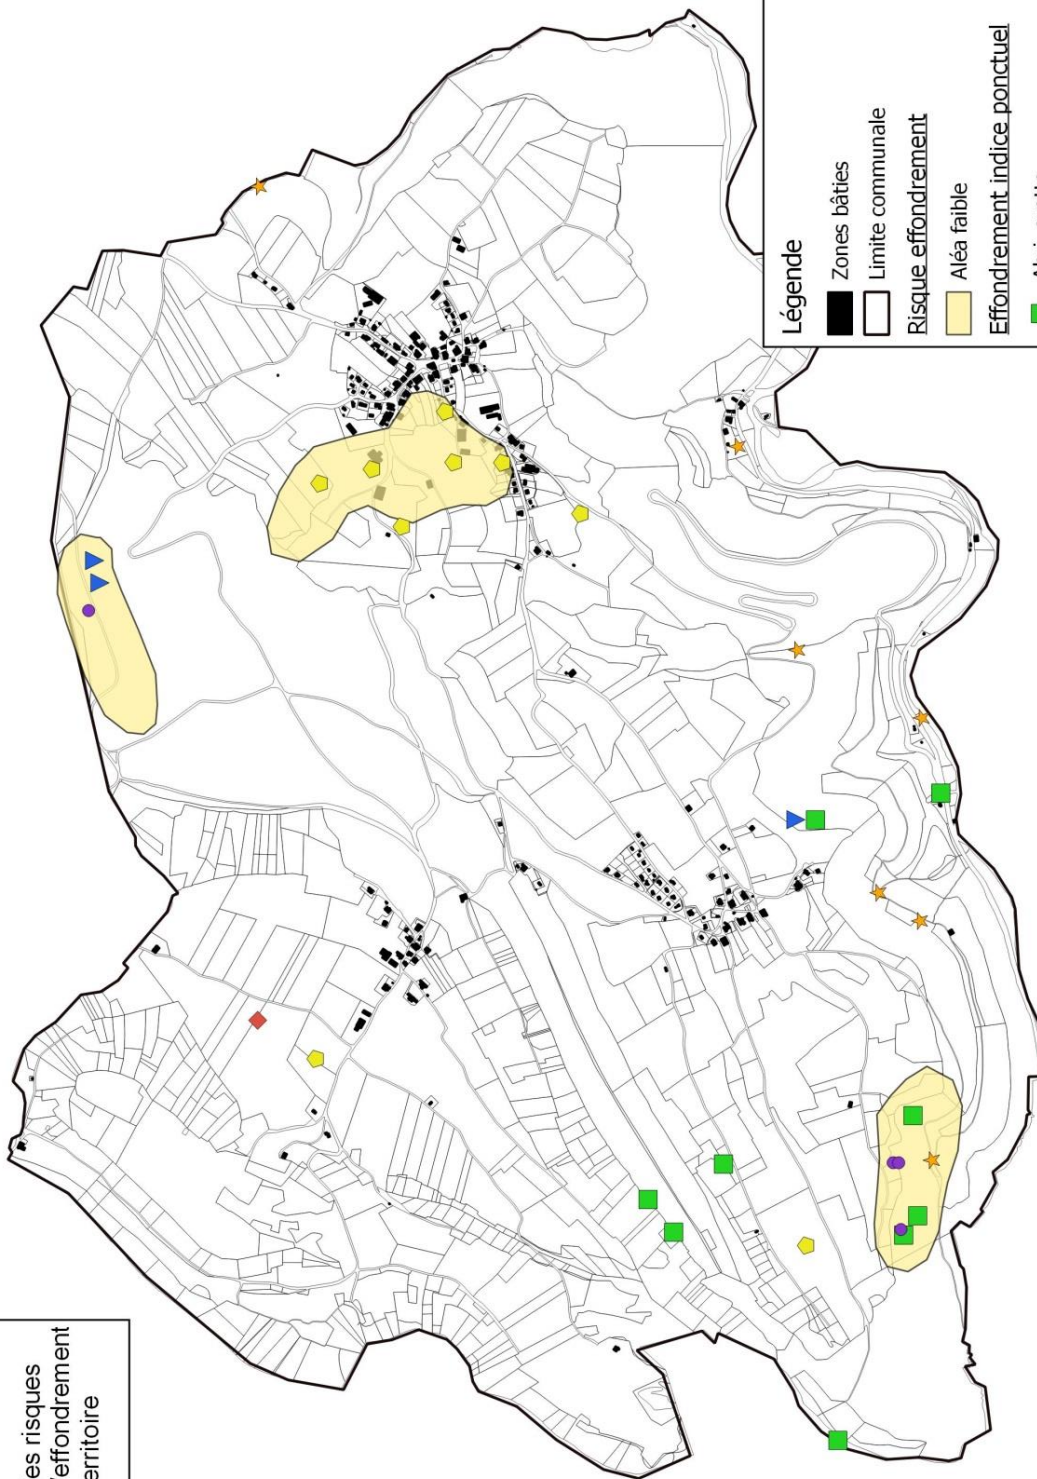 es risques
effondrement
erritoire
Légende
Zones bâties
Limite communale
Risque effondrement
Aléa faible
Effondrement indice ponctuel